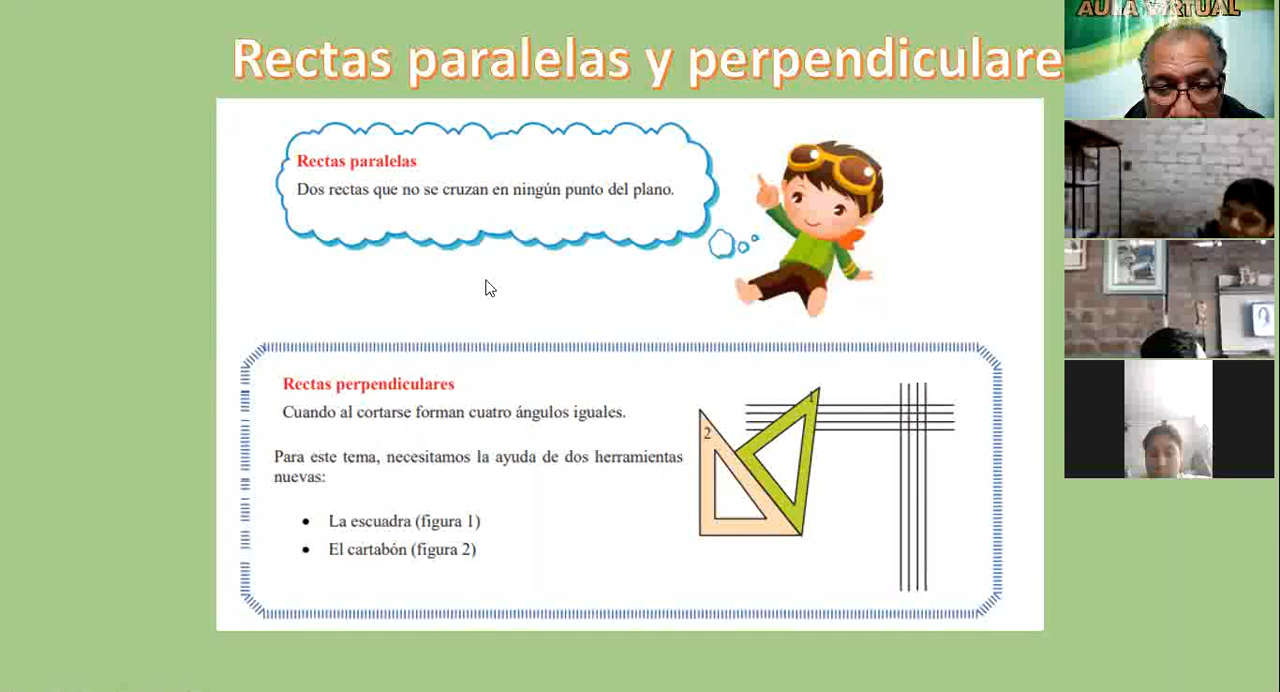 Rectas paralelas y perpendiculare
AULA VIRTUAL
Rectas paralelas
Dos rectas que no se cruzan en ningún punto del plano.
Rectas perpendiculares
Cuando al cortarse forman cuatro ángulos iguales.
Para este tema, necesitamos la ayuda de dos herramientas
nuevas:
• La escuadra (figura 1)
• El cartabón (figura 2)
1
2